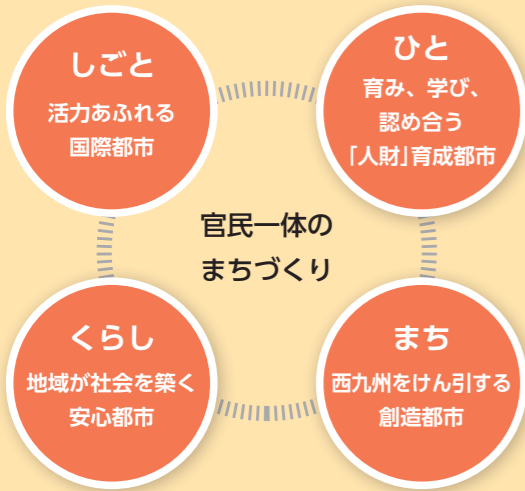 しごと
活力あふれる
国際都市
ひと
育み、学び、
認め合う
「人財」育成都市
官民一体の
まちづくり
くらし
地域が社会を築く
安心都市
まち
西九州をけん引する
創造都市